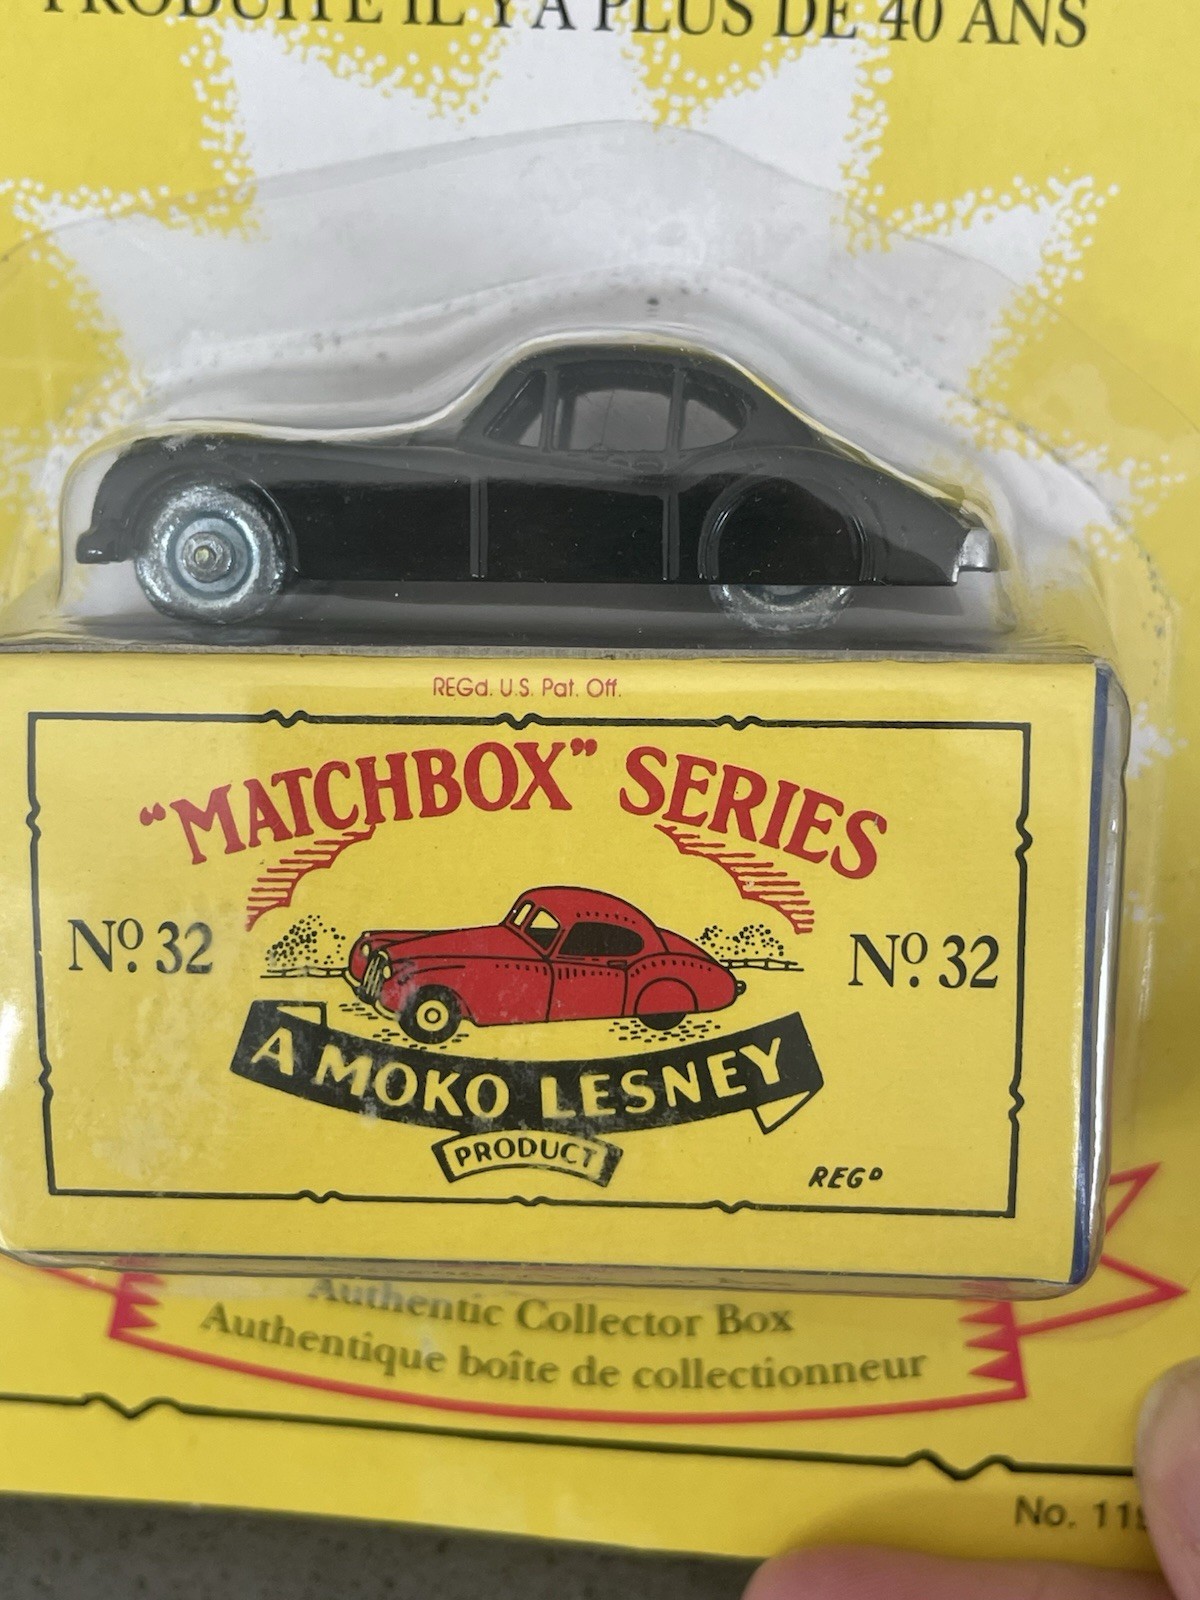 PRODUITE IL Y A PLUS DE 40 ANS
REGd. U.S. Pat. Off.
“MATCHBOX” SERIES
Nº. 32
Nº. 32
A MOKO LESNEY
PRODUCT
REGᴰ
Authentic Collector Box
Authentique boîte de collectionneur
No.